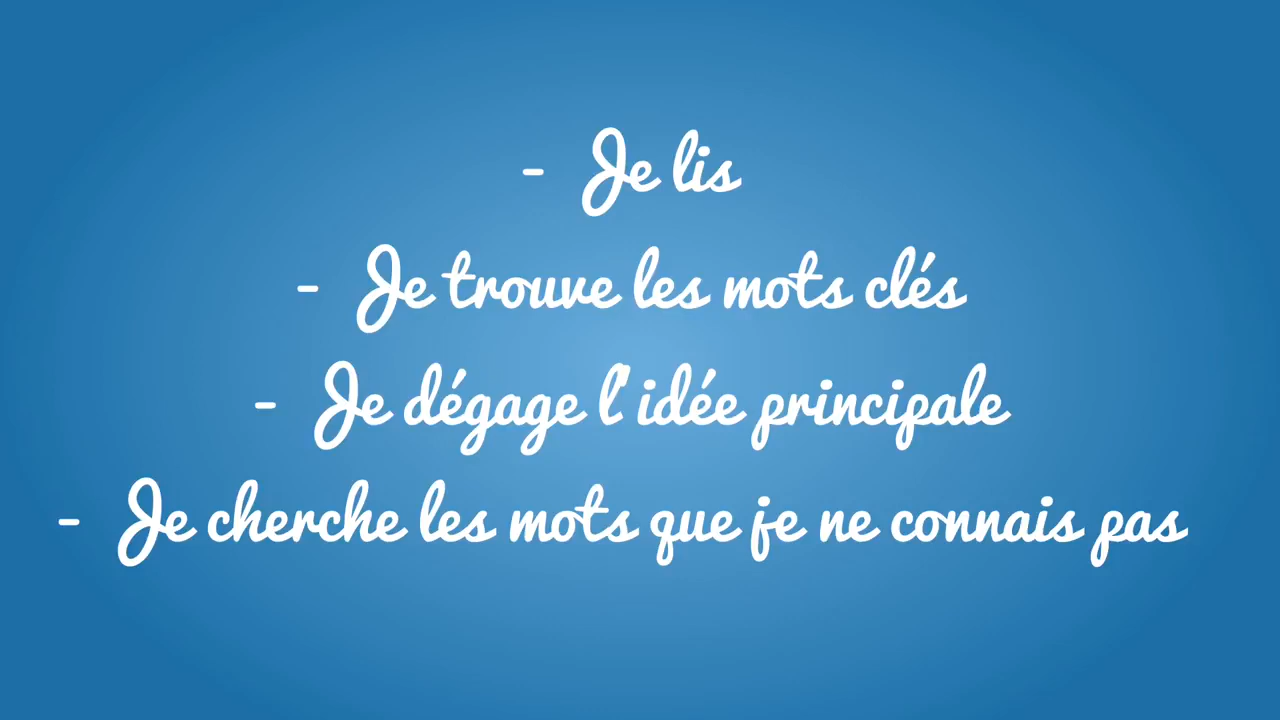 - Je lis
- Je trouve les mots clés
- Je dégage l'idée principale
- Je cherche les mots que je ne connais pas